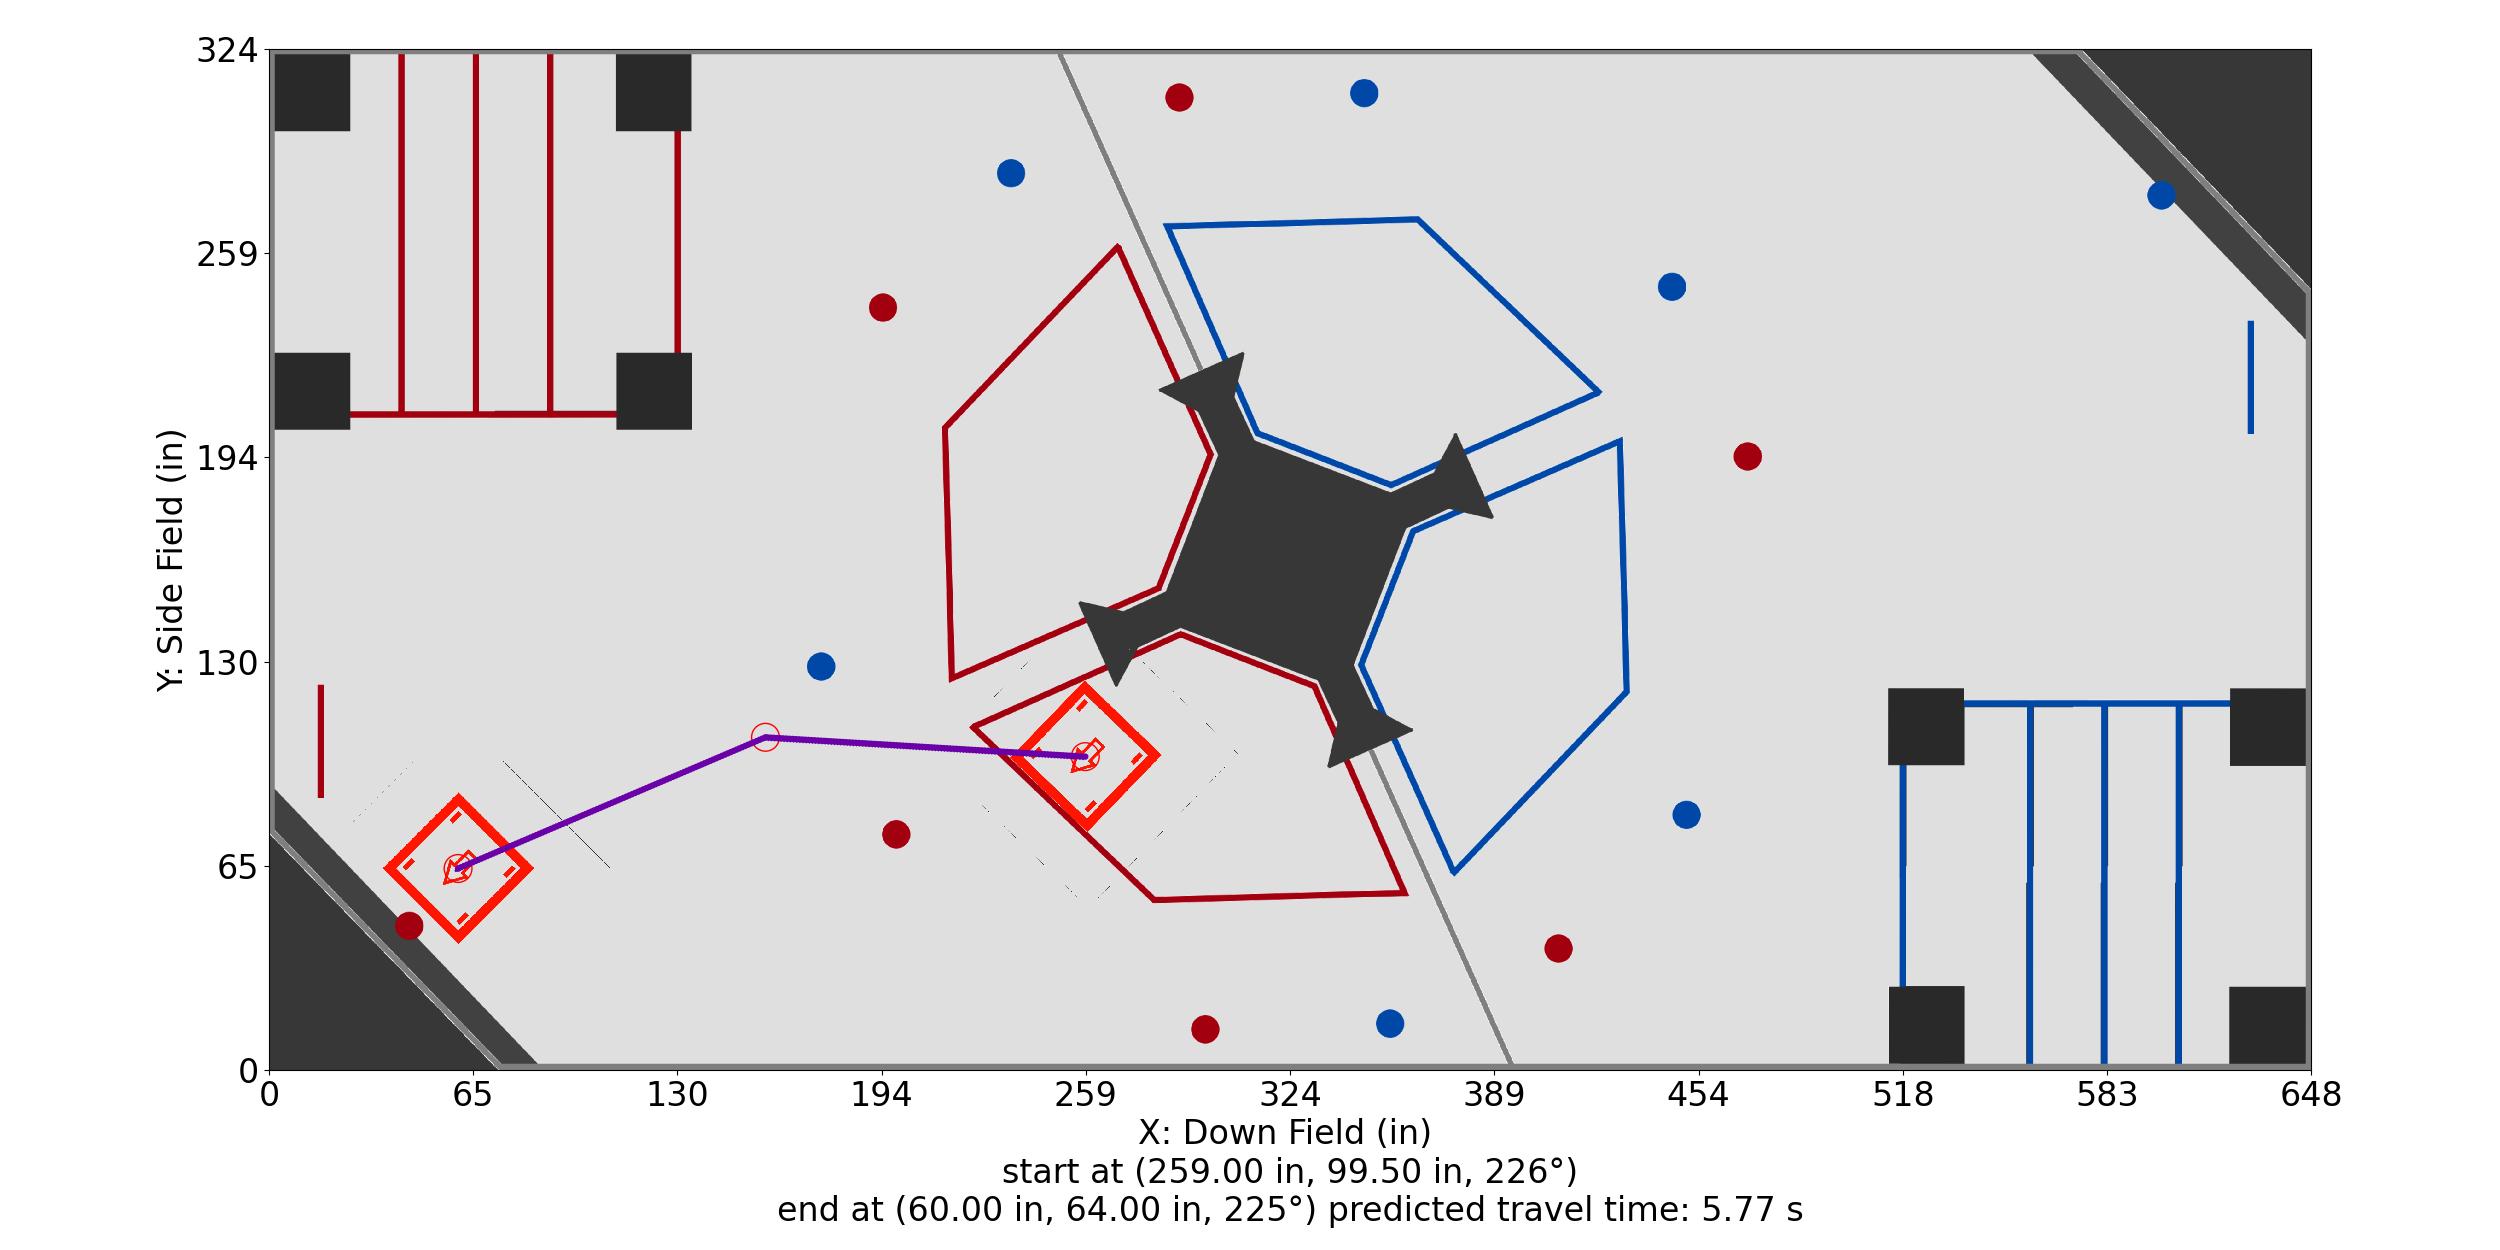 324
259
194
130
65
0
Y: Side Field (in)
0 65 130 194 259 324 389 454 518 583 648
X: Down Field (in)
start at (259.00 in, 99.50 in, 226°)
end at (60.00 in, 64.00 in, 225°) predicted travel time: 5.77 s